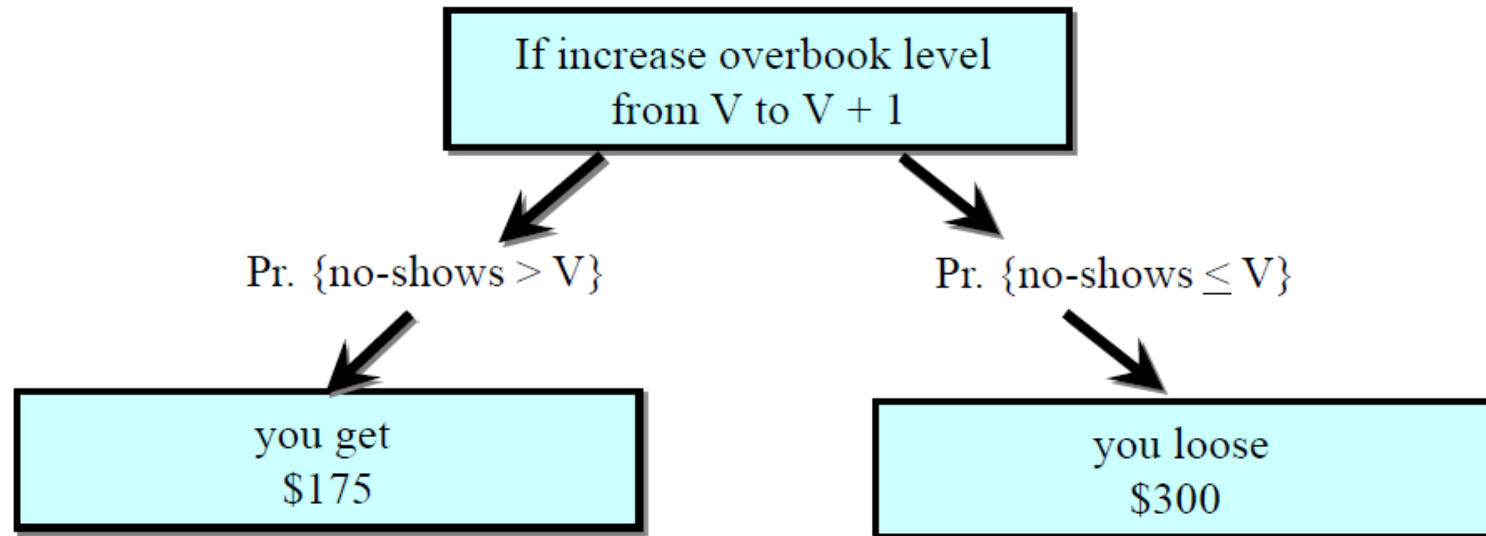 If increase overbook level
from V to V + 1
Pr. {no-shows > V}
Pr. {no-shows ≤ V}
you get
$175
you loose
$300